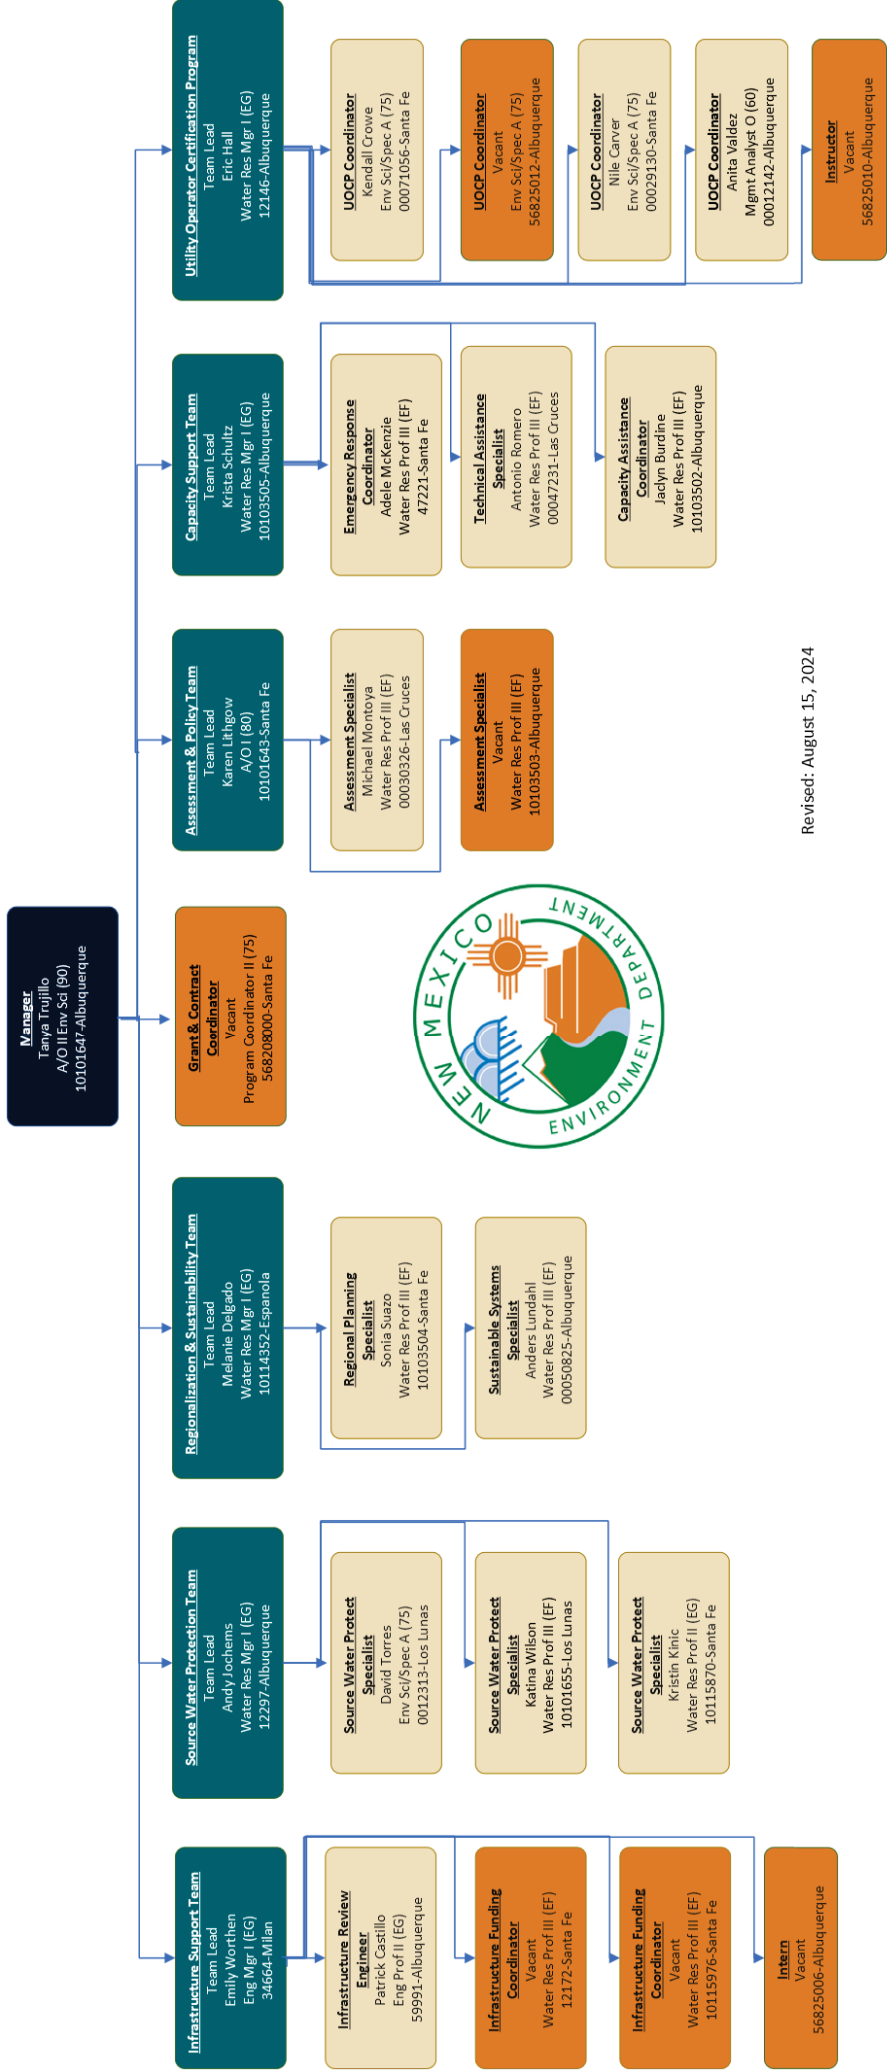 Manager
Tanya Trujillo
A/O II Env Sci (90)
10101647-Albuquerque
Infrastructure Support Team
Team Lead
Emily Worthen
Eng Mgr I (EG)
34664-Milan
Infrastructure Review
Engineer
Patrick Castillo
Eng Prof II (EG)
59991-Albuquerque
Infrastructure Funding
Coordinator
Vacant
Water Res Prof III (EF)
12172-Santa Fe
Infrastructure Funding
Coordinator
Vacant
Water Res Prof III (EF)
10115976-Santa Fe
Intern
Vacant
56825006-Albuquerque
Source Water Protection Team
Team Lead
Andy Jochems
Water Res Mgr I (EG)
12297-Albuquerque
Source Water Protect
Specialist
David Torres
Env Sci/Spec A (75)
0012313-Los Lunas
Source Water Protect
Specialist
Katina Wilson
Water Res Prof III (EF)
10101655-Los Lunas
Source Water Protect
Specialist
Kristin Kinic
Water Res Prof II (EG)
10115870-Santa Fe
Regionalization & Sustainability Team
Team Lead
Melanie Delgado
Water Res Mgr I (EG)
10114352-Espanola
Regional Planning
Specialist
Sonia Suazo
Water Res Prof III (EF)
10103504-Santa Fe
Sustainable Systems
Specialist
Anders Lundahl
Water Res Prof III (EF)
00050825-Albuquerque
Grant & Contract
Coordinator
Vacant
Program Coordinator II (75)
568208000-Santa Fe
NEW MEXICO
ENVIRONMENT DEPARTMENT
Assessment & Policy Team
Team Lead
Karen Lithgow
A/O I (80)
10101643-Santa Fe
Assessment Specialist
Michael Montoya
Water Res Prof III (EF)
00030326-Las Cruces
Assessment Specialist
Vacant
Water Res Prof III (EF)
10103503-Albuquerque
Capacity Support Team
Team Lead
Krista Schultz
Water Res Mgr I (EG)
10103505-Albuquerque
Emergency Response
Coordinator
Adele McKenzie
Water Res Prof III (EF)
47221-Santa Fe
Technical Assistance
Specialist
Antonio Romero
Water Res Prof III (EF)
00047231-Las Cruces
Capacity Assistance
Coordinator
Jaclyn Burdine
Water Res Prof III (EF)
10103502-Albuquerque
Utility Operator Certification Program
Team Lead
Eric Hall
Water Res Mgr I (EG)
12146-Albuquerque
UOCP Coordinator
Kendall Crowe
Env Sci/Spec A (75)
00071056-Santa Fe
UOCP Coordinator
Vacant
Env Sci/Spec A (75)
56825012-Albuquerque
UOCP Coordinator
Nile Carver
Env Sci/Spec A (75)
00029130-Santa Fe
UOCP Coordinator
Anita Valdez
Mgmt Analyst O (60)
00012142-Albuquerque
Instructor
Vacant
56825010-Albuquerque
Revised: August 15, 2024